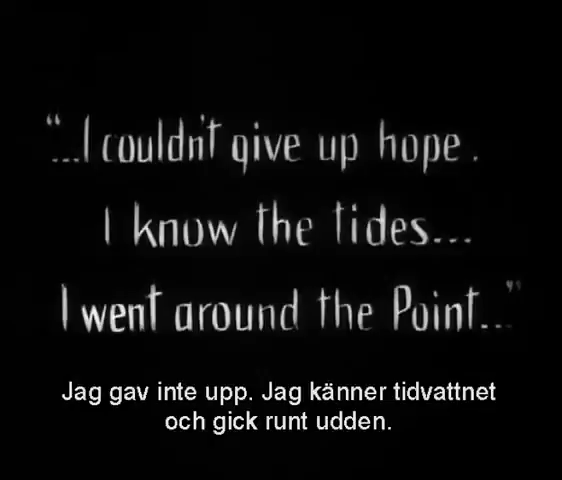 "...I couldn't give up hope.
I know the tides...
I went around the Point..."
Jag gav inte upp. Jag känner tidvattnet
och gick runt udden.